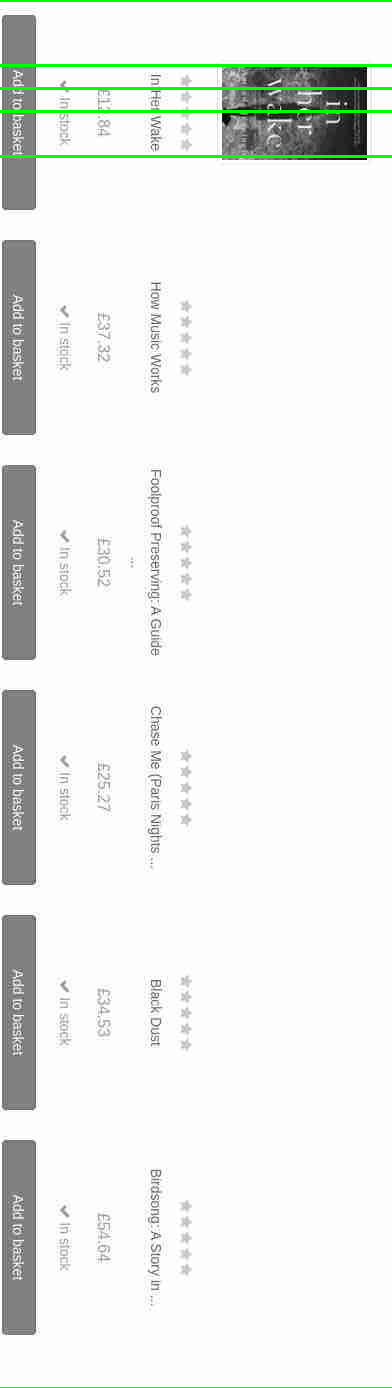 in
her
wake
In Her Wake
£12.84
In stock
Add to basket
How Music Works
£37.32
In stock
Add to basket
Foolproof Preserving: A Guide
...
£30.52
In stock
Add to basket
Chase Me (Paris Nights ...
£25.27
In stock
Add to basket
Black Dust
£34.53
In stock
Add to basket
Birdsong: A Story in ...
£54.64
In stock
Add to basket